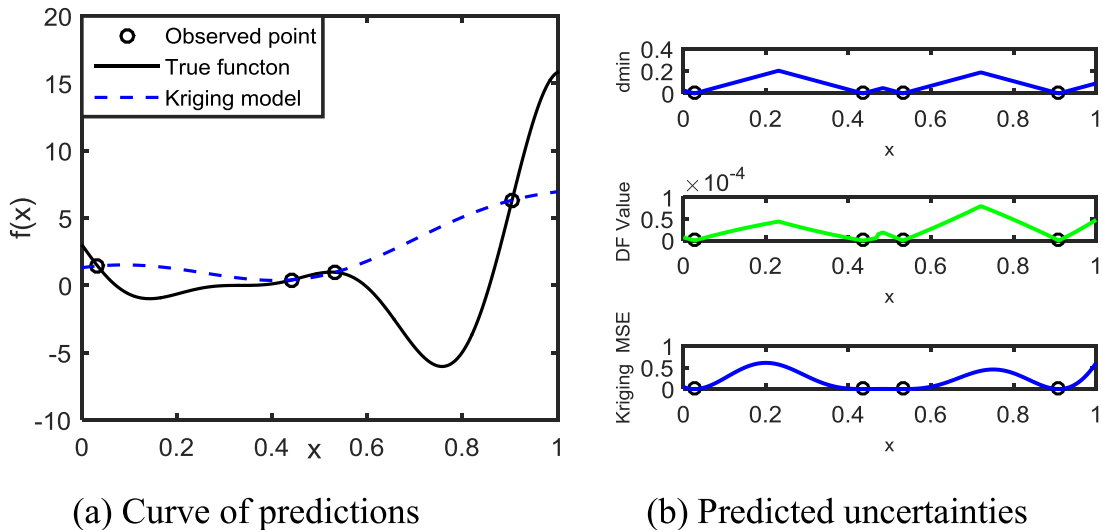 20
15
10
5
0
-5
-10
f(x)
Observed point
True functon
Kriging model
0 0.2 0.4 0.6 0.8 1
x
(a) Curve of predictions
0.4
0.2
0
dmin
0 0.2 0.4 0.6 0.8 1
x
×10-4
1
0.5
0
DF Value
0 0.2 0.4 0.6 0.8 1
x
1
0.5
0
Kriging MSE
0 0.2 0.4 0.6 0.8 1
x
(b) Predicted uncertainties